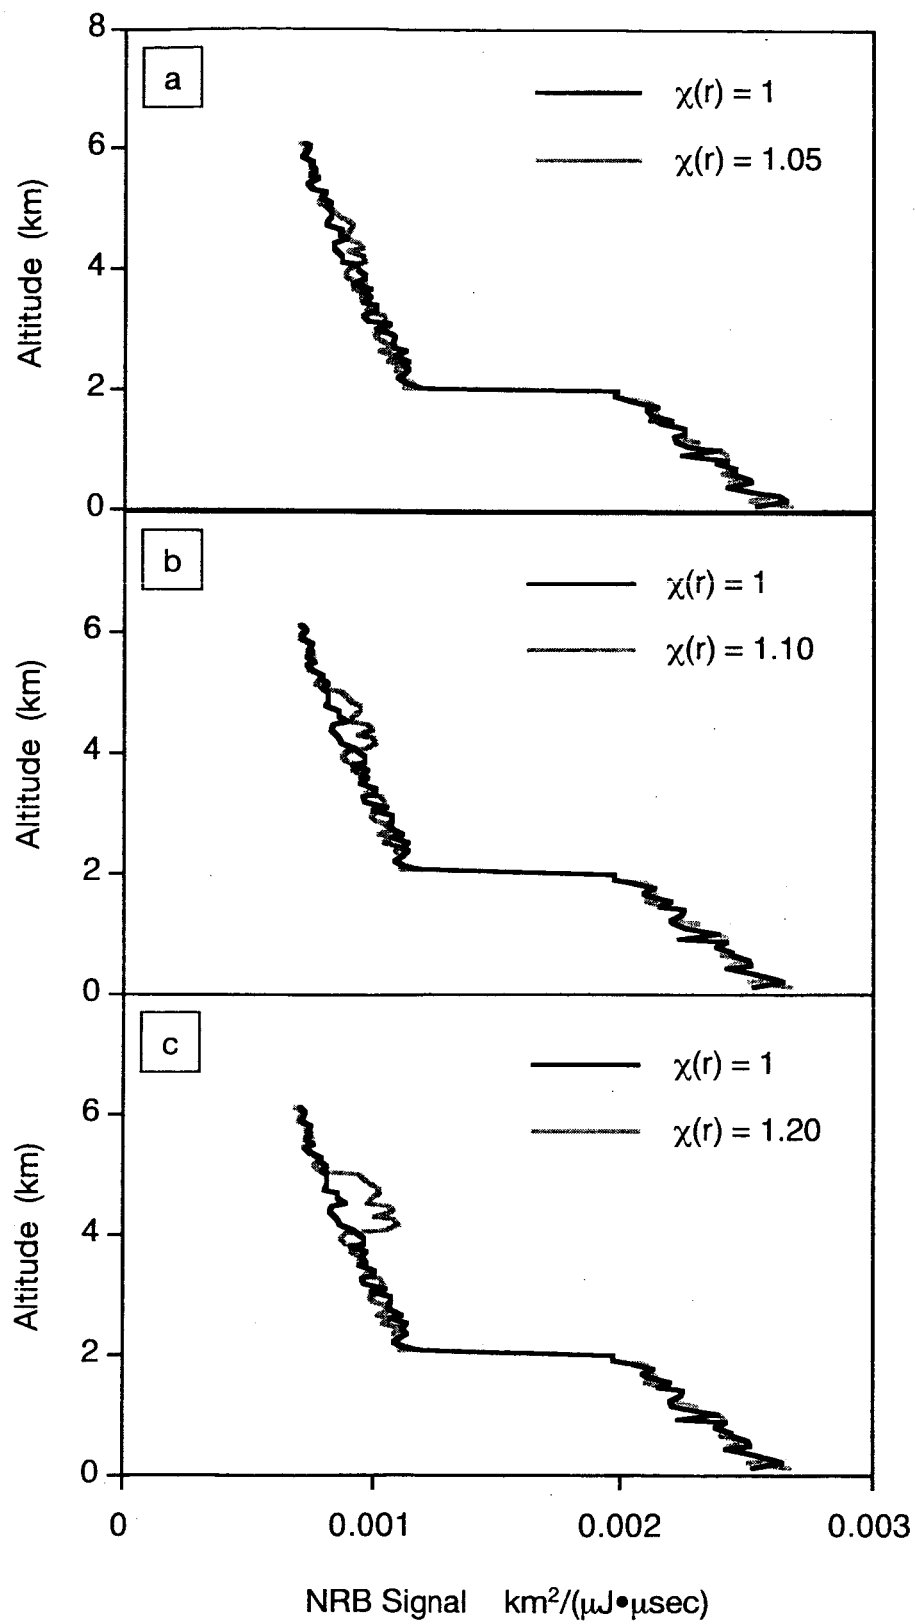 8
a
χ(r) = 1
6
χ(r) = 1.05
Altitude (km)
4
2
0
b
χ(r) = 1
6
χ(r) = 1.10
Altitude (km)
4
2
0
c
χ(r) = 1
6
χ(r) = 1.20
Altitude (km)
4
2
0
0 0.001 0.002 0.003
NRB Signal km²/(μJ•μsec)